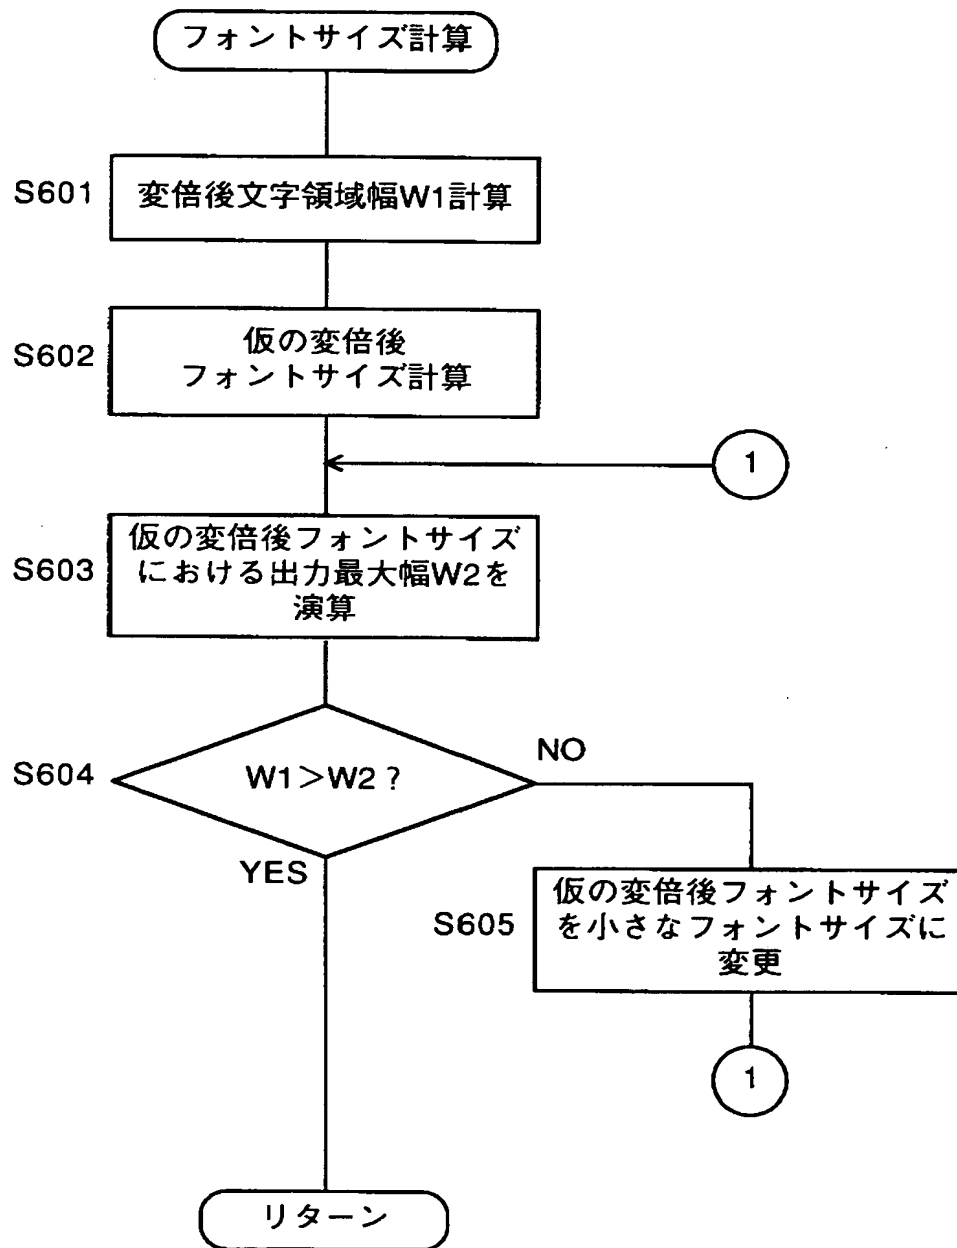 フォントサイズ計算
S601
変倍後文字領域幅W1計算
S602
仮の変倍後
フォントサイズ計算
1
S603
仮の変倍後フォントサイズ
における出力最大幅W2を
演算
S604
W1>W2?
NO
YES
S605
仮の変倍後フォントサイズ
を小さなフォントサイズに
変更
1
リターン